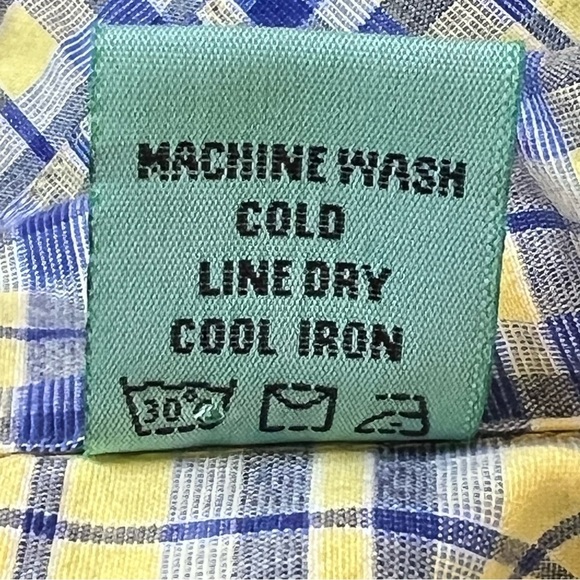 MACHINE WASH
COLD
LINE DRY
COOL IRON
30°